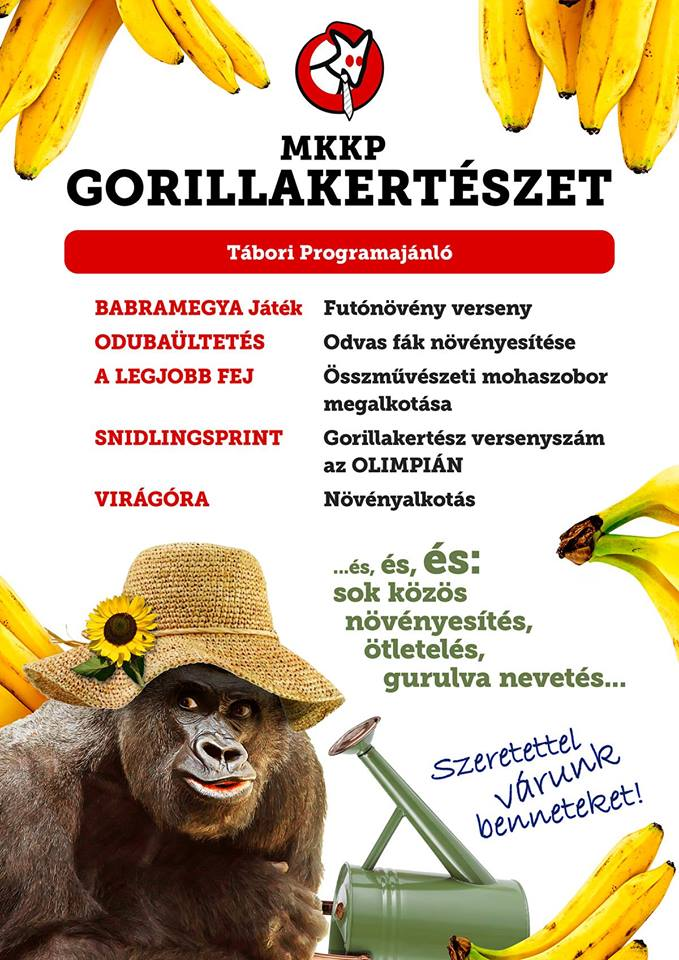 MKKP
GORILLAKERTÉSZET
Tábori Programajánló
BABRAMEGYA Játék Futónövény verseny
ODUBAÜLTETÉS Odvas fák növényesítése
A LEGJOBB FEJ Összművészeti mohaszobor
megalkotása
SNIDLINGSPRINT Gorillakertész versenyszám
az OLIMPIÁN
VIRÁGÓRA Növényalkotás
...és, és, és:
sok közös
növényesítés,
ötletelés,
gurulva nevetés...
Szeretettel
várunk
benneteket!